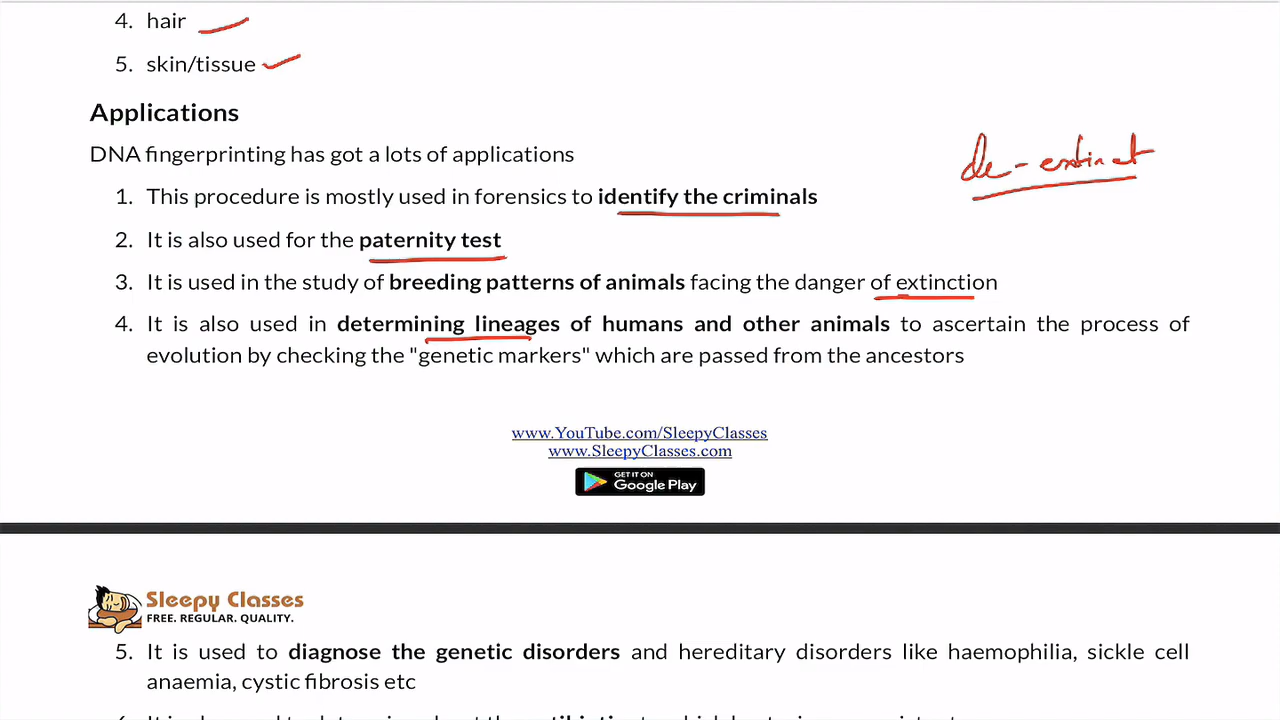 4. hair
5. skin/tissue
Applications
DNA fingerprinting has got a lots of applications
de-extinct
1. This procedure is mostly used in forensics to identify the criminals
2. It is also used for the paternity test
3. It is used in the study of breeding patterns of animals facing the danger of extinction
4. It is also used in determining lineages of humans and other animals to ascertain the process of
evolution by checking the "genetic markers" which are passed from the ancestors
www.YouTube.com/SleepyClasses
www.SleepyClasses.com
GET IT ON
Google Play
Sleepy Classes
FREE. REGULAR. QUALITY.
5. It is used to diagnose the genetic disorders and hereditary disorders like haemophilia, sickle cell
anaemia, cystic fibrosis etc